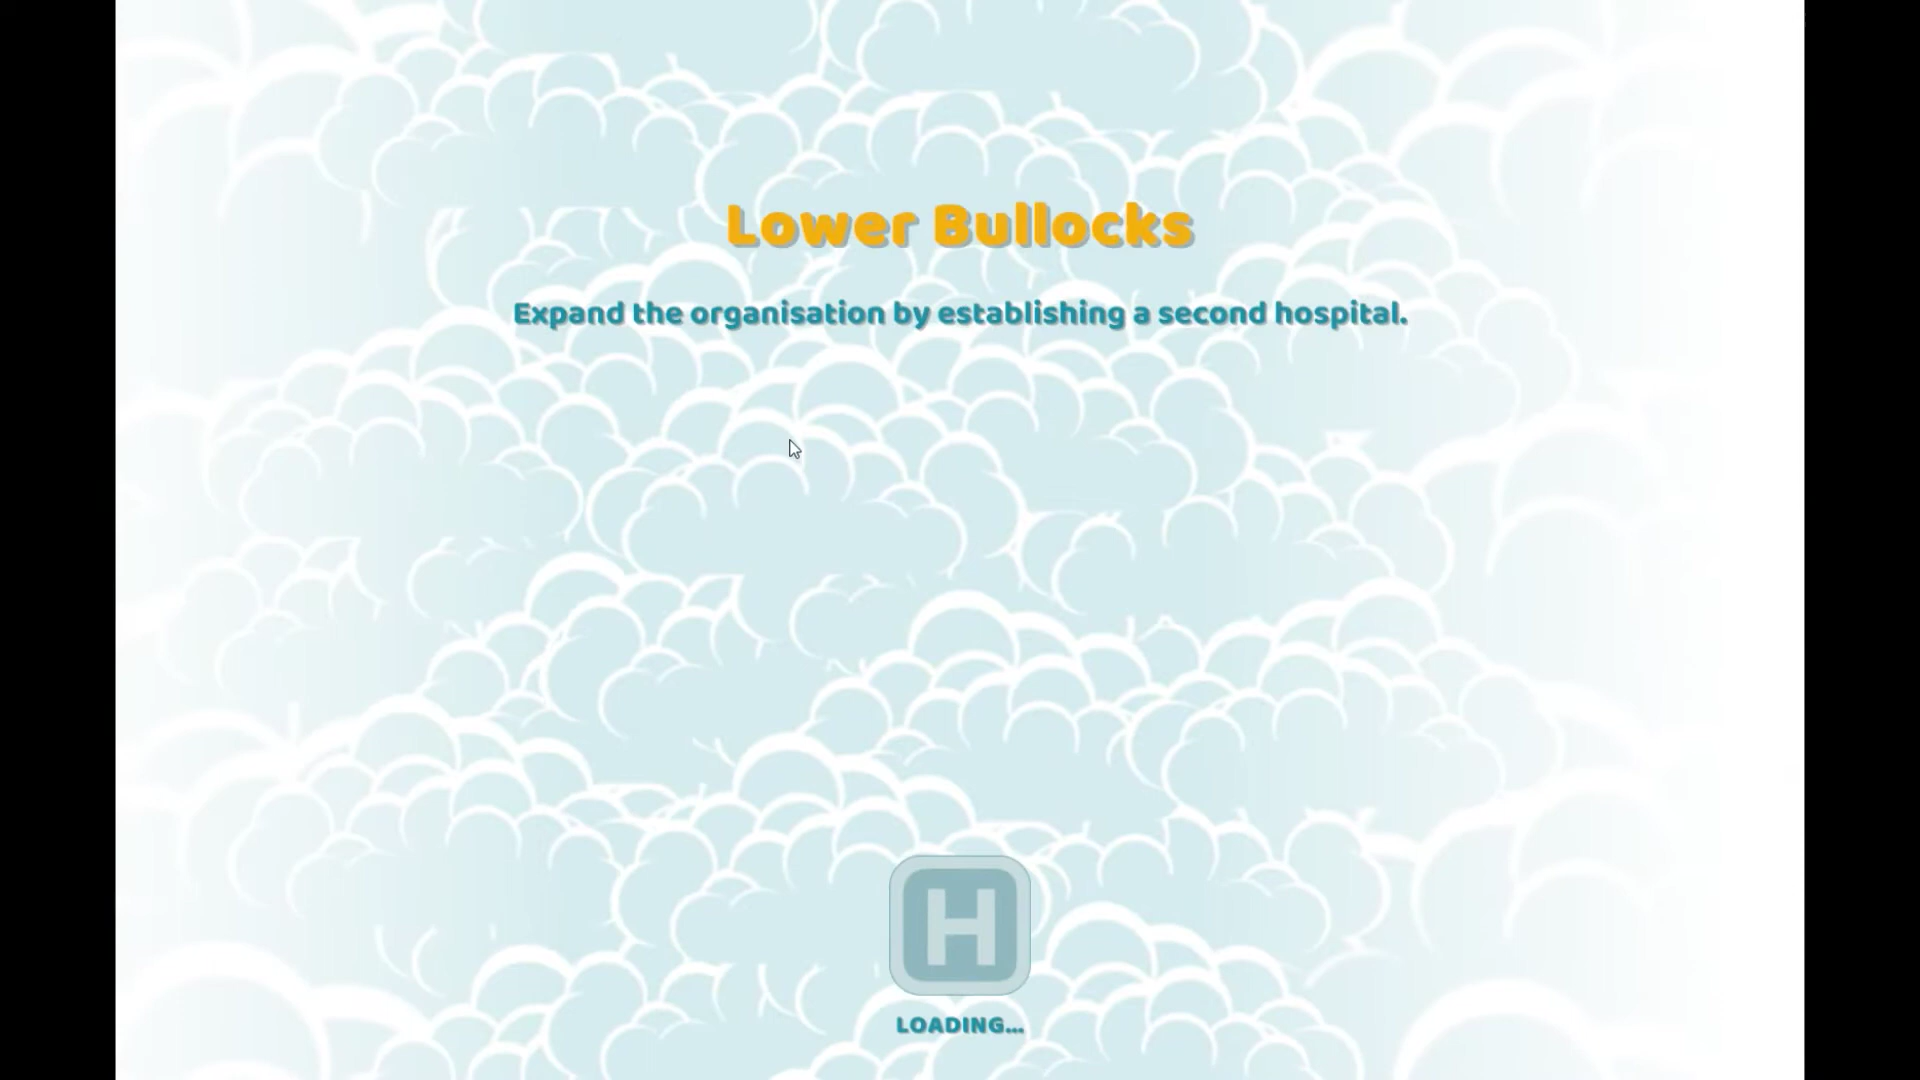 Lower Bullocks
Expand the organisation by establishing a second hospital.
H
LOADING...